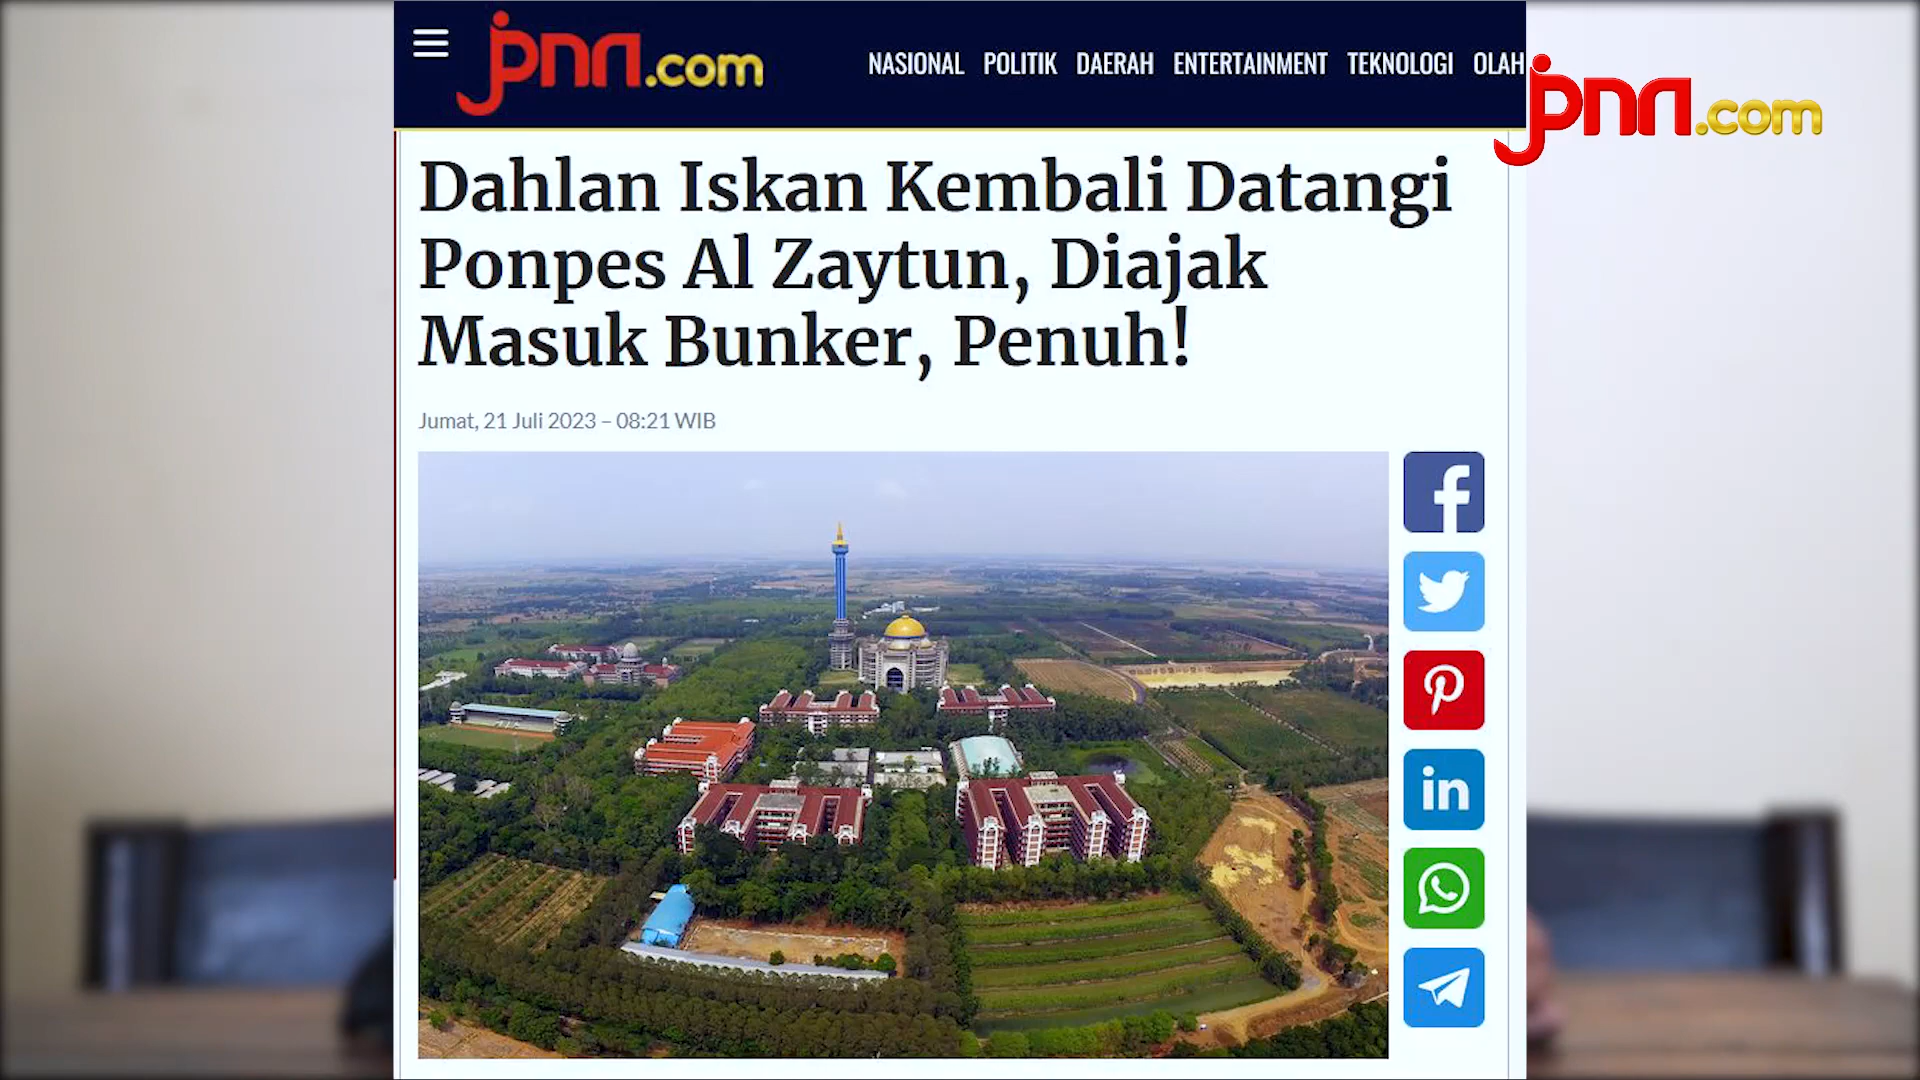 jpnn.com
NASIONAL POLITIK DAERAH ENTERTAINMENT TEKNOLOGI OLAH
jpnn.com
Dahlan Iskan Kembali Datangi
Ponpes Al Zaytun, Diajak
Masuk Bunker, Penuh!
Jumat, 21 Juli 2023 – 08:21 WIB